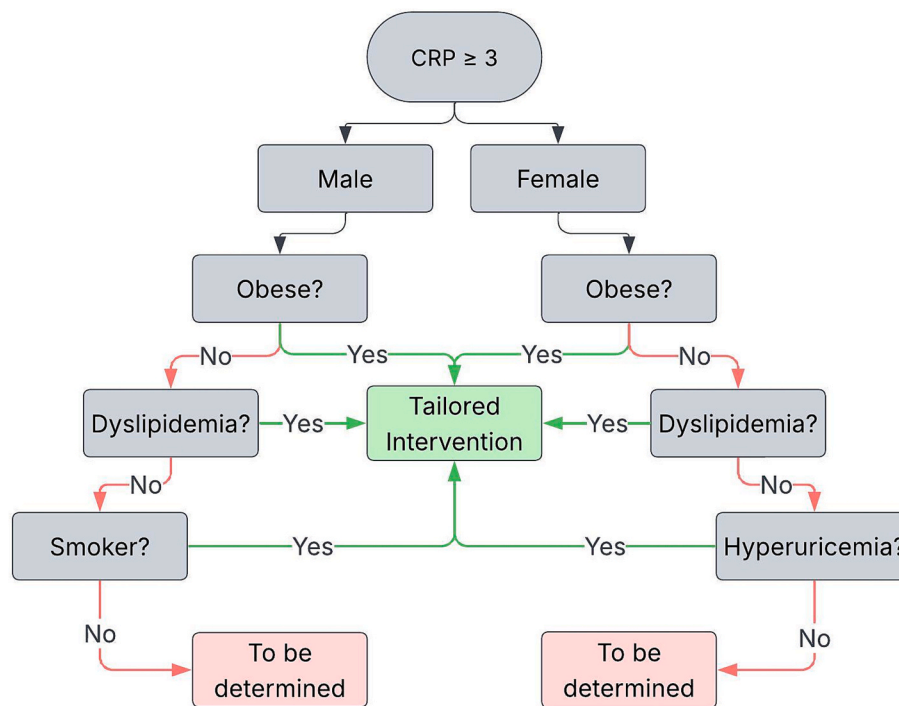 CRP ≥ 3
Male
Female
Obese?
Obese?
No
Yes
Yes
No
Dyslipidemia?
Yes
Tailored
Intervention
Yes
Dyslipidemia?
No
No
Smoker?
Yes
Yes
Hyperuricemia?
No
No
To be
determined
To be
determined